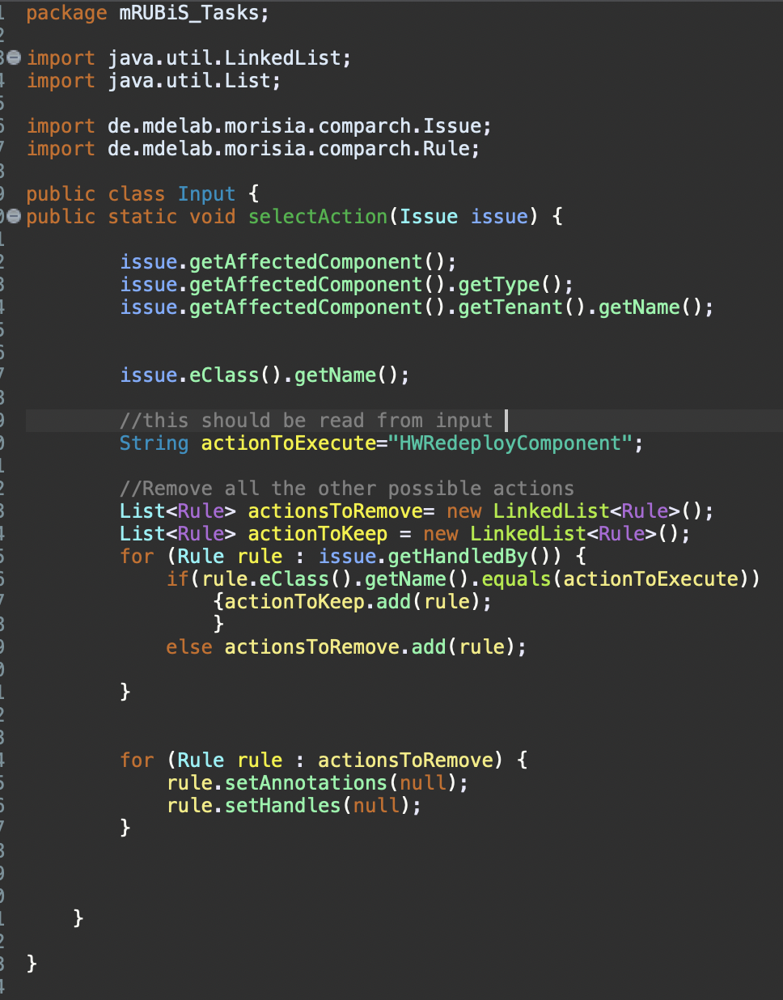 package mRUBiS_Tasks;
import java.util.LinkedList;
import java.util.List;
import de.mdelab.morisia.comparch.Issue;
import de.mdelab.morisia.comparch.Rule;
public class Input {
public static void selectAction(Issue issue) {
issue.getAffectedComponent();
issue.getAffectedComponent().getType();
issue.getAffectedComponent().getTenant().getName();
issue.eClass().getName();
//this should be read from input
String actionToExecute="HWRedeployComponent";
//Remove all the other possible actions
List<Rule> actionsToRemove= new LinkedList<Rule>();
List<Rule> actionToKeep = new LinkedList<Rule>();
for (Rule rule : issue.getHandledBy()) {
if(rule.eClass().getName().equals(actionToExecute))
{actionToKeep.add(rule);
}
else actionsToRemove.add(rule);
}
for (Rule rule : actionsToRemove) {
rule.setAnnotations(null);
rule.setHandles(null);
}
}
}